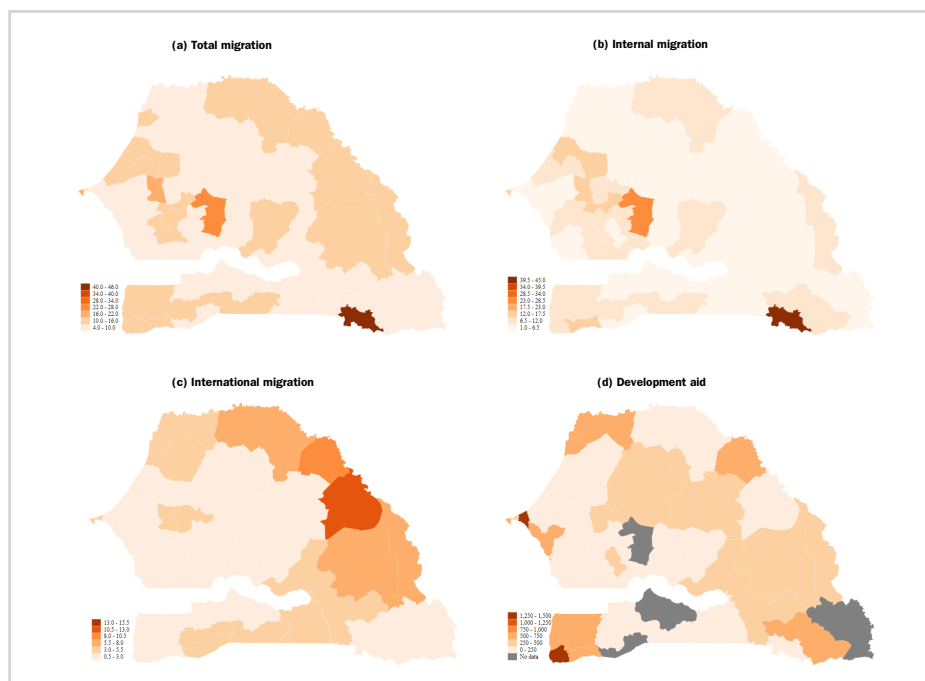 (a) Total migration
(b) Internal migration
40.0 - 46.0
34.0 - 40.0
28.0 - 34.0
22.0 - 28.0
16.0 - 22.0
10.0 - 16.0
4.0 - 10.0
39.5 - 45.0
34.0 - 39.5
28.5 - 34.0
23.0 - 28.5
17.5 - 23.0
12.0 - 17.5
6.5 - 12.0
1.0 - 6.5
(c) International migration
(d) Development aid
13.0 - 15.5
10.5 - 13.0
8.0 - 10.5
5.5 - 8.0
3.0 - 5.5
0.5 - 3.0
1,250 - 1,500
1,000 - 1,250
750 - 1,000
500 - 750
250 - 500
0 - 250
No data